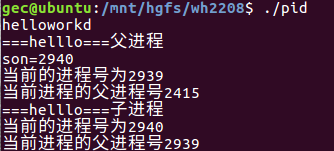 gec@ubuntu:/mnt/hgfs/wh2208$ ./pid
helloworkd
===helllo===父进程
son=2940
当前的进程号为2939
当前进程的父进程号2415
===helllo===子进程
当前的进程号为2940
当前进程的父进程号2939